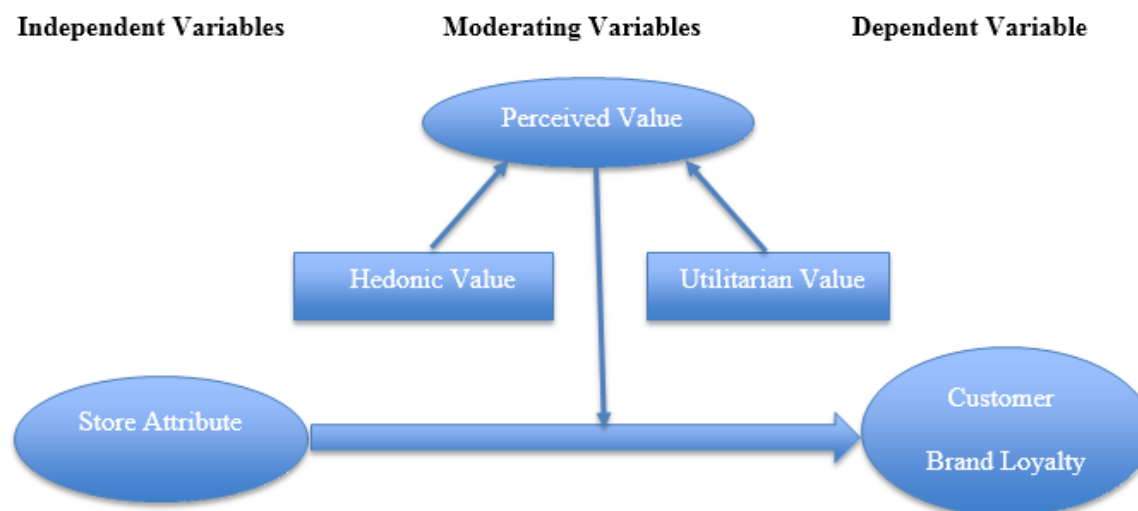 Independent Variables
Moderating Variables
Dependent Variable
Perceived Value
Hedonic Value
Utilitarian Value
Store Attribute
Customer
Brand Loyalty